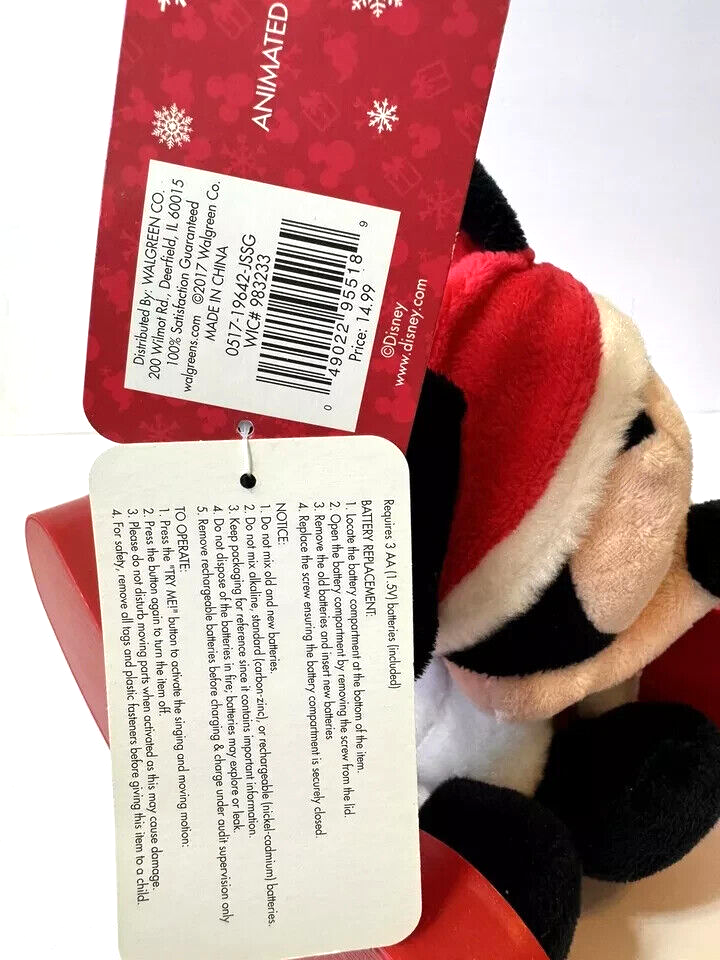 ANIMATED
Distributed By: WALGREEN CO.
200 Wilmot Rd., Deerfield, IL 60015
100% Satisfaction Guaranteed
walgreens.com ©2017 Walgreen Co.
MADE IN CHINA
0517-19642-JSSG
WIC# 983233
0 49022 95518 9
Price: 14.99
©Disney
www.disney.com
Requires 3 AA (1.5V) batteries (included)
BATTERY REPLACEMENT:
1. Locate the battery compartment at the bottom of the item.
2. Open the battery compartment by removing the screw from the lid.
3. Remove the old batteries and insert new batteries
4. Replace the screw ensuring the battery compartment is securely closed.
NOTICE:
1. Do not mix old and new batteries.
2. Do not mix alkaline, standard (carbon-zinc), or rechargeable (nickel-cadmium) batteries.
3. Keep packaging for reference since it contains important information.
4. Do not dispose of the batteries in fire; batteries may explore or leak.
5. Remove rechargeable batteries before charging & charge under audit supervision only
TO OPERATE:
1. Press the "TRY ME!" button to activate the singing and moving motion:
2. Press the button again to turn the item off.
3. Please do not disturb moving parts when activated as this may cause damage.
4. For safety, remove all tags and plastic fasteners before giving this item to a child.